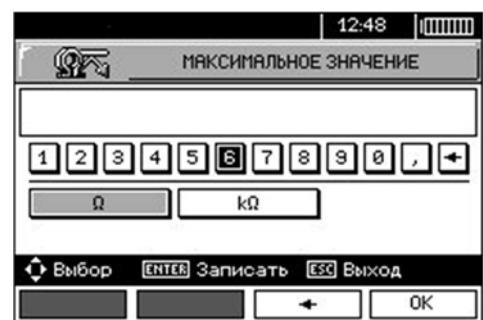 12:48
МАКСИМАЛЬНОЕ ЗНАЧЕНИЕ
1 2 3 4 5 6 7 8 9 0 , ←
Ω kΩ
Выбор ENTER Записать ESC Выход
← OK